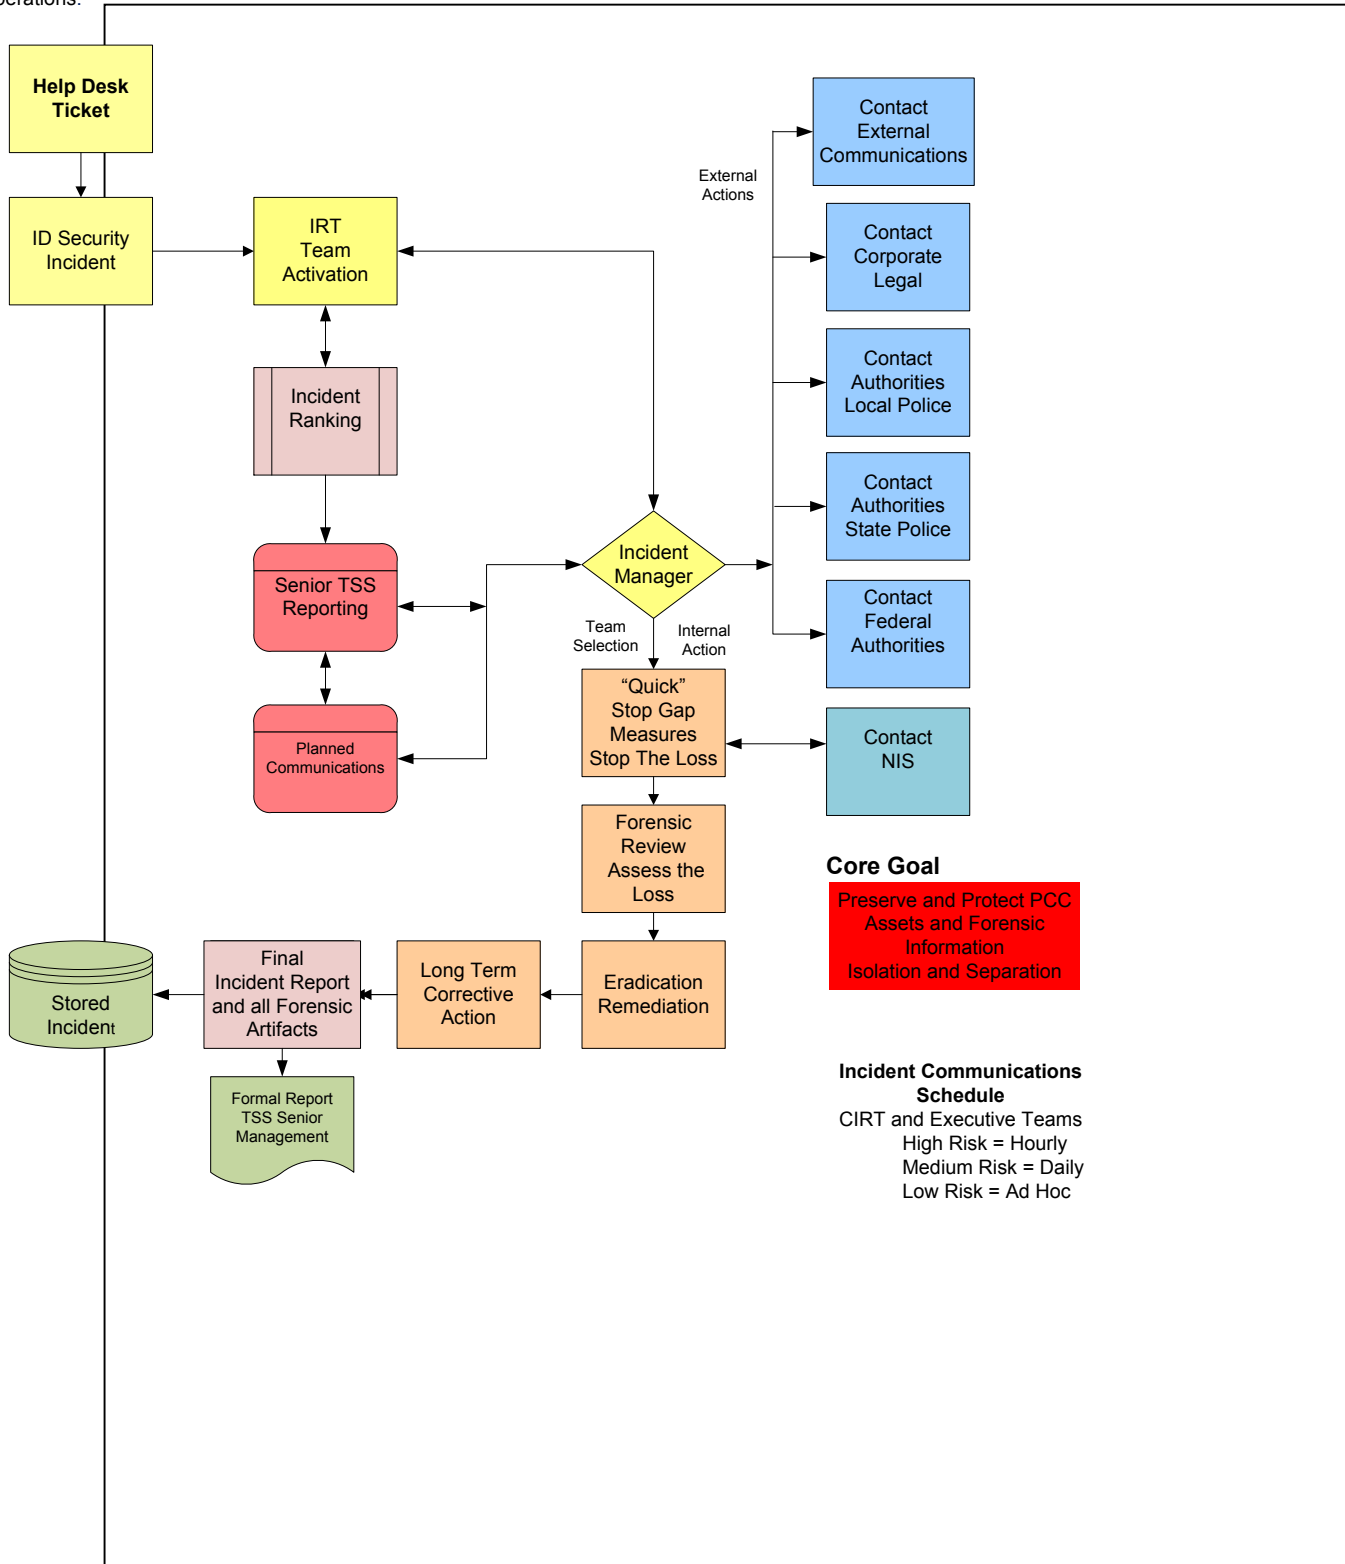 perations.
Help Desk
Ticket
ID Security
Incident
IRT
Team
Activation
Incident
Ranking
Senior TSS
Reporting
Planned
Communications
Incident
Manager
Team
Selection
Internal
Action
External
Actions
Contact
External
Communications
Contact
Corporate
Legal
Contact
Authorities
Local Police
Contact
Authorities
State Police
Contact
Federal
Authorities
“Quick”
Stop Gap
Measures
Stop The Loss
Contact
NIS
Forensic
Review
Assess the
Loss
Eradication
Remediation
Long Term
Corrective
Action
Final
Incident Report
and all Forensic
Artifacts
Stored
Incident
Formal Report
TSS Senior
Management
Core Goal
Preserve and Protect PCC
Assets and Forensic
Information
Isolation and Separation
Incident Communications
Schedule
CIRT and Executive Teams
High Risk = Hourly
Medium Risk = Daily
Low Risk = Ad Hoc